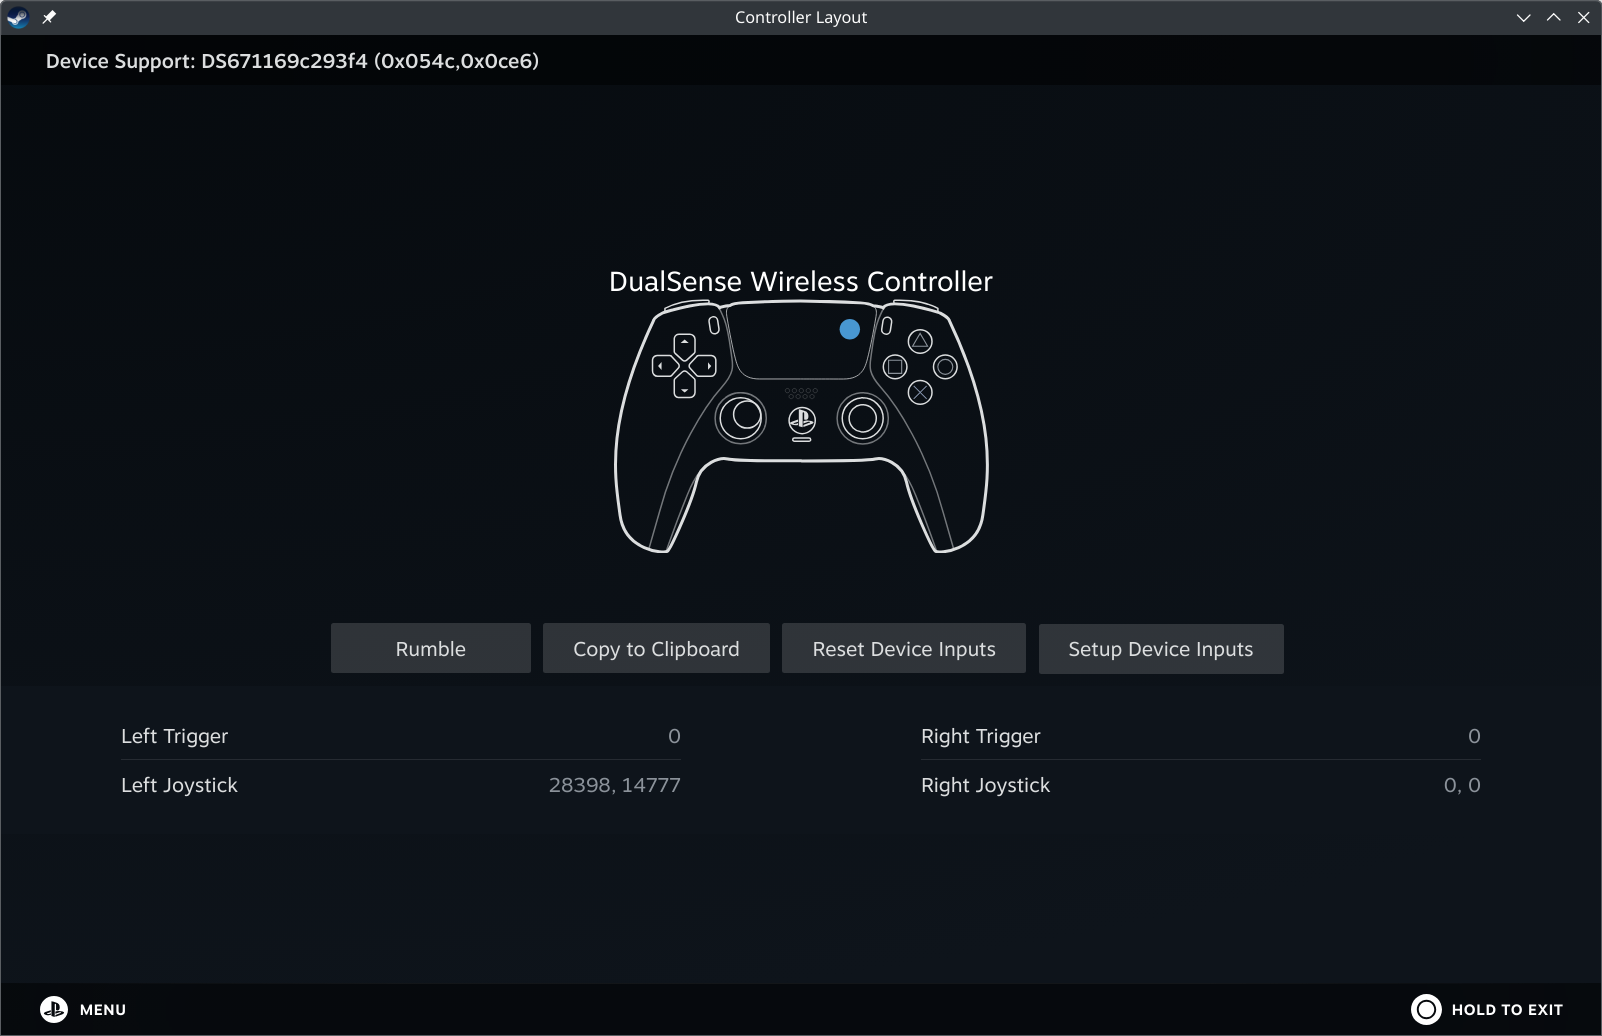 Controller Layout
Device Support: DS671169c293f4 (0x054c,0x0ce6)
DualSense Wireless Controller
Rumble
Copy to Clipboard
Reset Device Inputs
Setup Device Inputs
Left Trigger 0
Right Trigger 0
Left Joystick 28398, 14777
Right Joystick 0, 0
MENU
HOLD TO EXIT